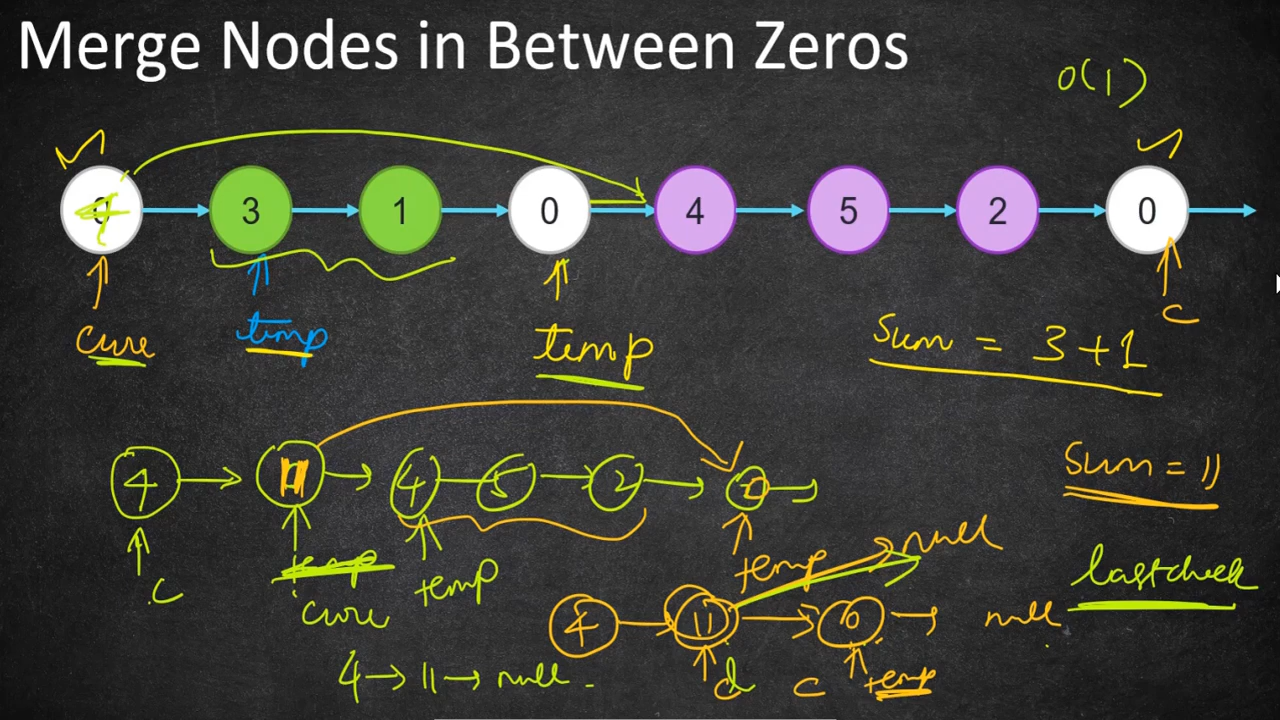 Merge Nodes in Between Zeros
O(1)
3 1 0 4 5 2 0
curr temp temp c
Sum = 3+1
4 → 11 → 4 5 2 → 0
Sum = 11
c temp curr temp temp null
lastcheck
4 → 11 → 0 → null
4 → 11 → null
c temp